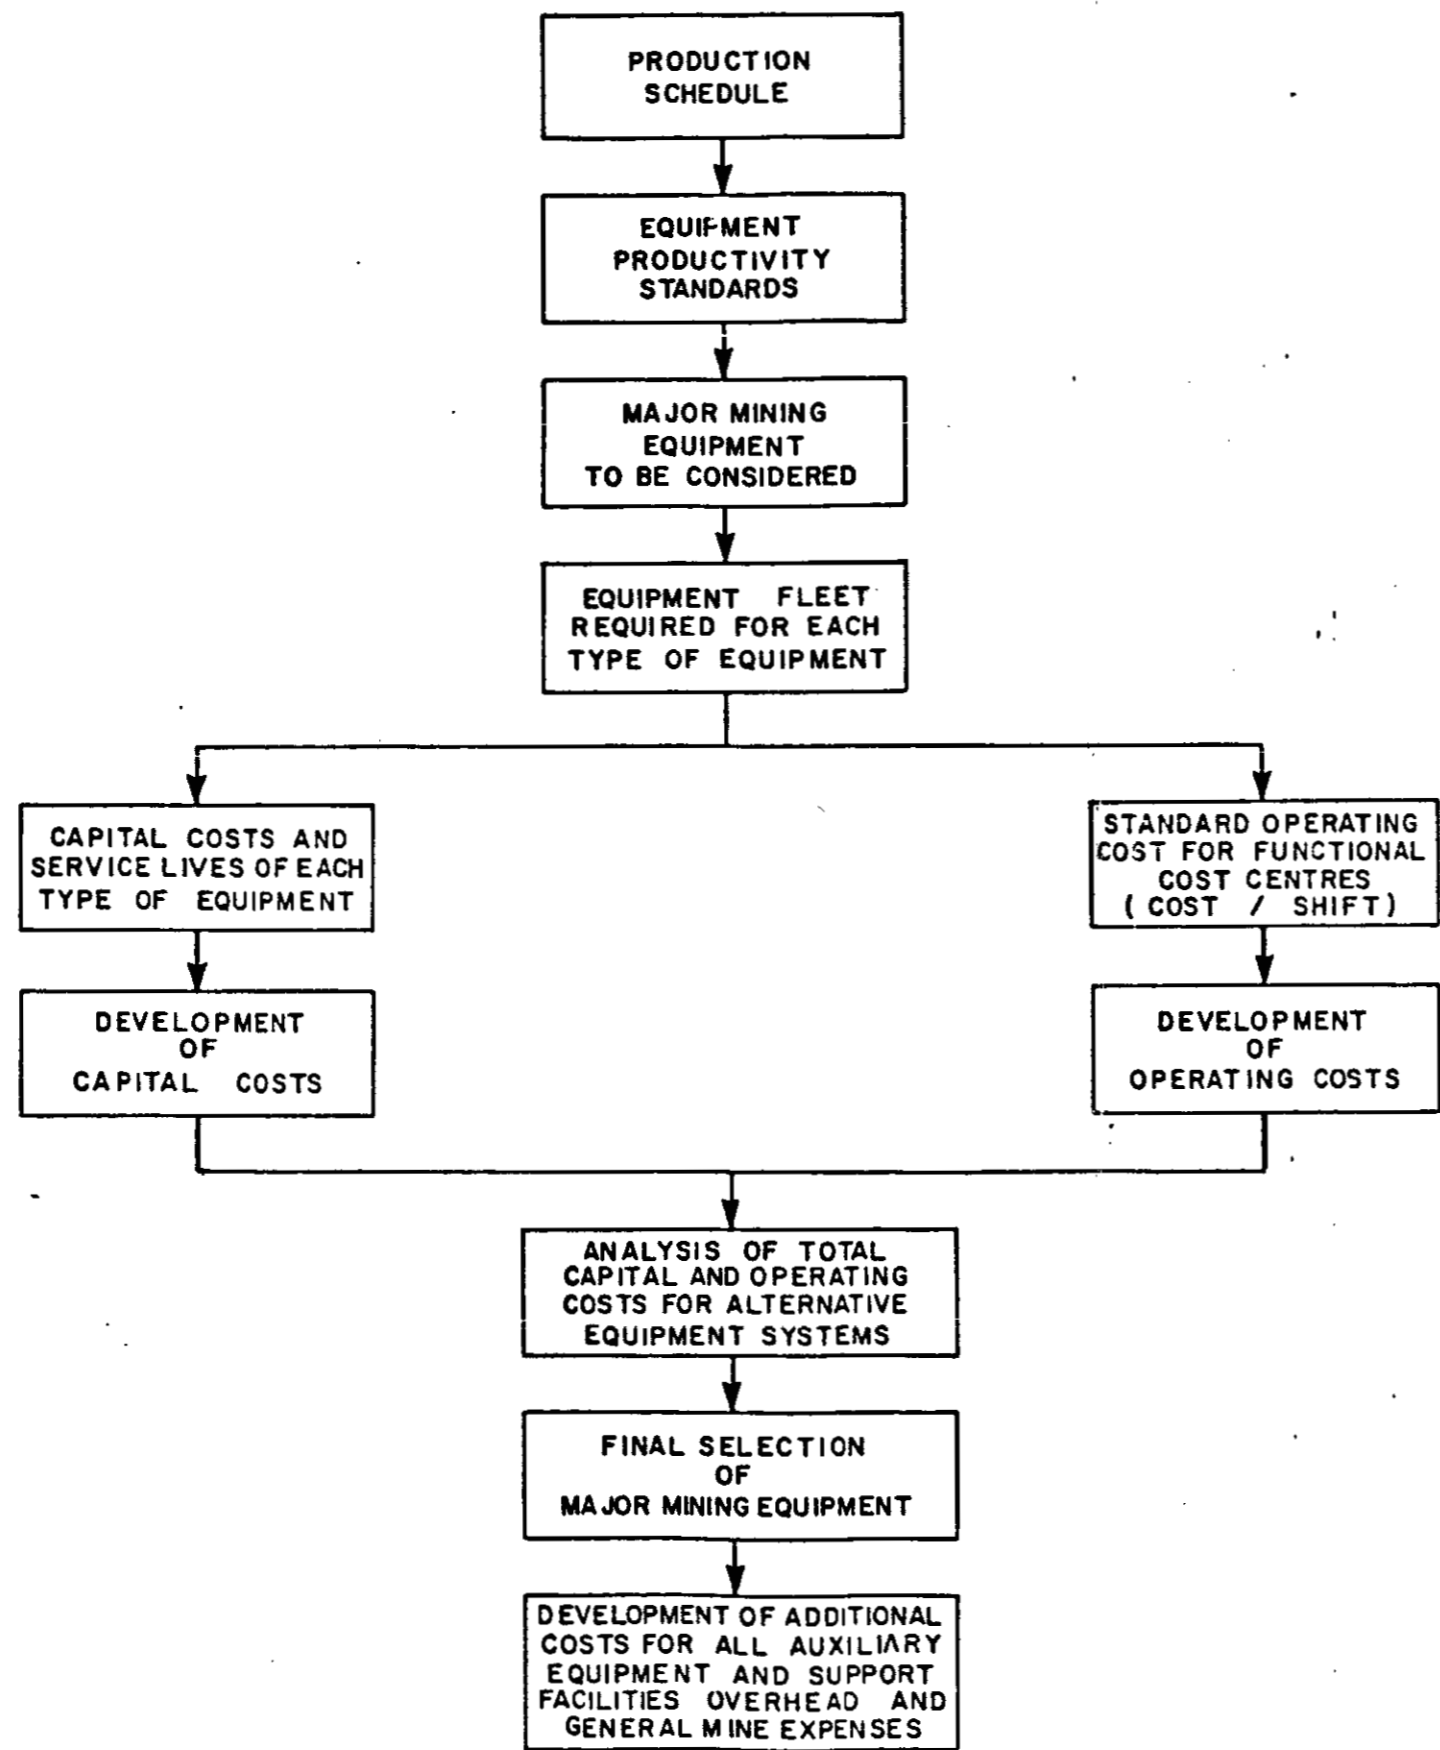 PRODUCTION
SCHEDULE
EQUIPMENT
PRODUCTIVITY
STANDARDS
MAJOR MINING
EQUIPMENT
TO BE CONSIDERED
EQUIPMENT FLEET
REQUIRED FOR EACH
TYPE OF EQUIPMENT
CAPITAL COSTS AND
SERVICE LIVES OF EACH
TYPE OF EQUIPMENT
STANDARD OPERATING
COST FOR FUNCTIONAL
COST CENTRES
( COST / SHIFT )
DEVELOPMENT
OF
CAPITAL COSTS
DEVELOPMENT
OF
OPERATING COSTS
ANALYSIS OF TOTAL
CAPITAL AND OPERATING
COSTS FOR ALTERNATIVE
EQUIPMENT SYSTEMS
FINAL SELECTION
OF
MAJOR MINING EQUIPMENT
DEVELOPMENT OF ADDITIONAL
COSTS FOR ALL AUXILIARY
EQUIPMENT AND SUPPORT
FACILITIES OVERHEAD AND
GENERAL MINE EXPENSES